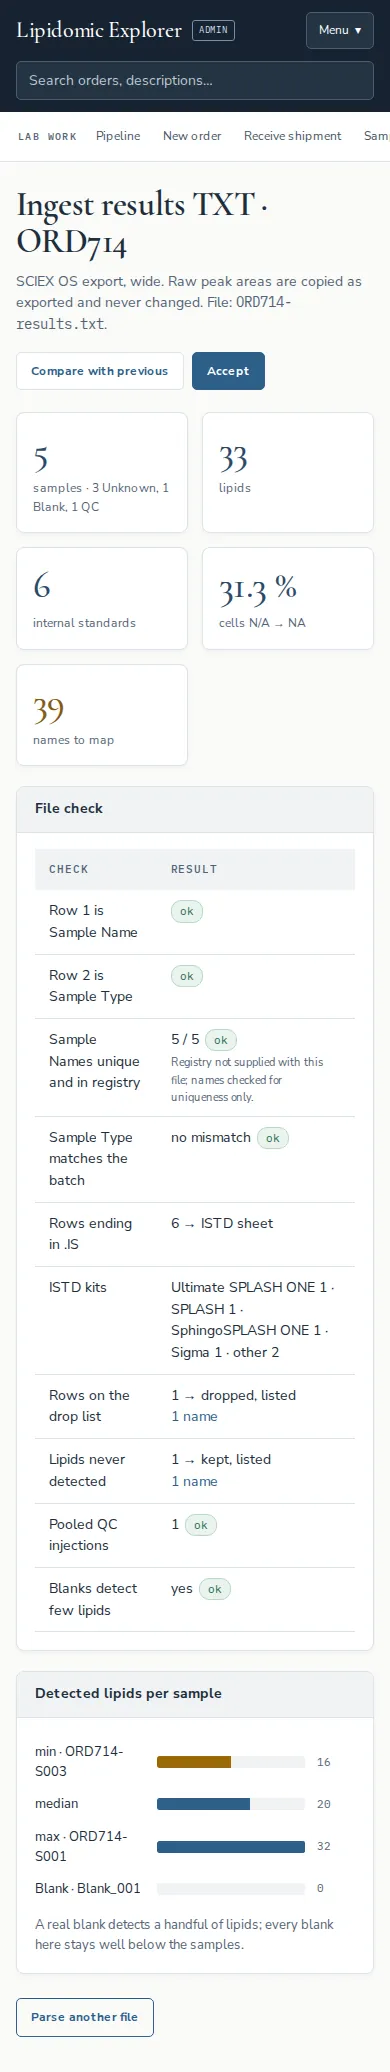 Lipidomic Explorer ADMIN Menu ▾
Search orders, descriptions...
LAB WORK Pipeline New order Receive shipment Sam
Ingest results TXT ·
ORD714
SCIEX OS export, wide. Raw peak areas are copied as
exported and never changed. File: ORD714-
results.txt.
Compare with previous Accept
5
samples · 3 Unknown, 1
Blank, 1 QC
33
lipids
6
internal standards
31.3 %
cells N/A → NA
39
names to map
File check
CHECK RESULT
Row 1 is
Sample Name
ok
Row 2 is
Sample Type
ok
Sample
Names unique
and in registry
5 / 5 ok
Registry not supplied with this
file; names checked for
uniqueness only.
Sample Type
matches the
batch
no mismatch ok
Rows ending
in .IS
6 → ISTD sheet
ISTD kits
Ultimate SPLASH ONE 1 ·
SPLASH 1 ·
SphingoSPLASH ONE 1 ·
Sigma 1 · other 2
Rows on the
drop list
1 → dropped, listed
1 name
Lipids never
detected
1 → kept, listed
1 name
Pooled QC
injections
1 ok
Blanks detect
few lipids
yes ok
Detected lipids per sample
min · ORD714-
S003
16
median 20
max · ORD714-
S001
32
Blank · Blank_001 0
A real blank detects a handful of lipids; every blank
here stays well below the samples.
Parse another file